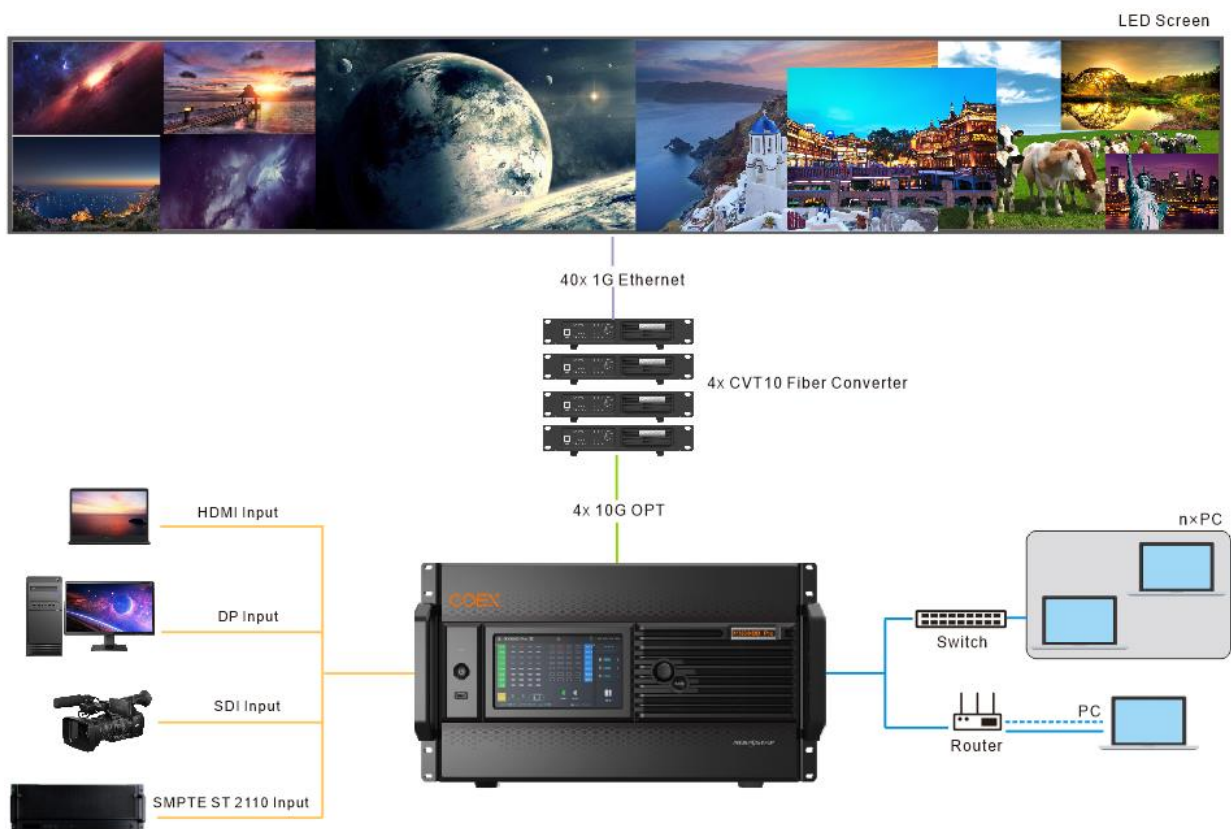 LED Screen
40x 1G Ethernet
4x CVT10 Fiber Converter
4x 10G OPT
HDMI Input
DP Input
SDI Input
SMPTE ST 2110 Input
COEX
n×PC
Switch
PC
Router